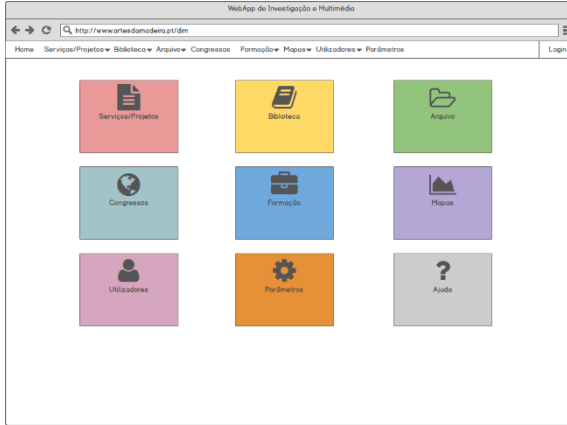 WebApp de Investigação e Multimédia
http://www.artesdamadeira.pt/dim
Home Serviços/Projetos Biblioteca Arquivo Congressos Formação Mapas Utilizadores Parâmetros Login
Serviços/Projetos Biblioteca Arquivo
Congressos Formação Mapas
Utilizadores Parâmetros Ajuda